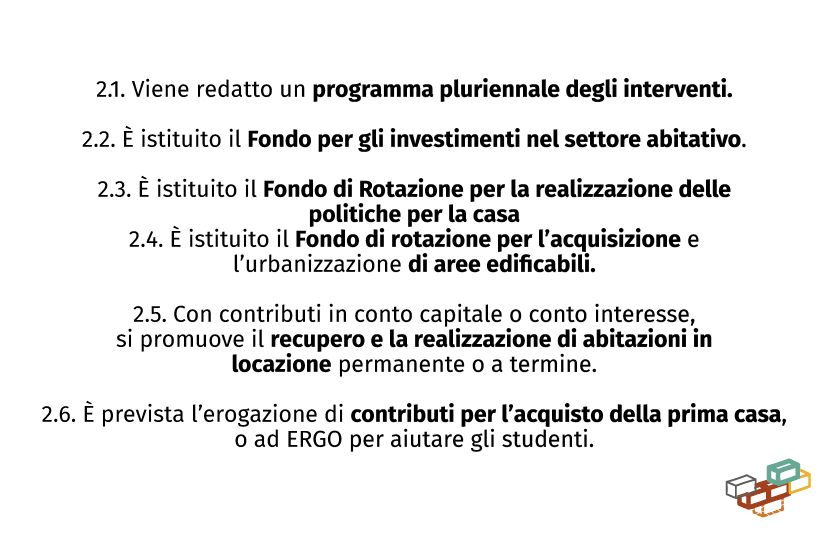 2.1. Viene redatto un programma pluriennale degli interventi.
2.2. È istituito il Fondo per gli investimenti nel settore abitativo.
2.3. È istituito il Fondo di Rotazione per la realizzazione delle
politiche per la casa
2.4. È istituito il Fondo di rotazione per l’acquisizione e
l’urbanizzazione di aree edificabili.
2.5. Con contributi in conto capitale o conto interesse,
si promuove il recupero e la realizzazione di abitazioni in
locazione permanente o a termine.
2.6. È prevista l’erogazione di contributi per l’acquisto della prima casa,
o ad ERGO per aiutare gli studenti.